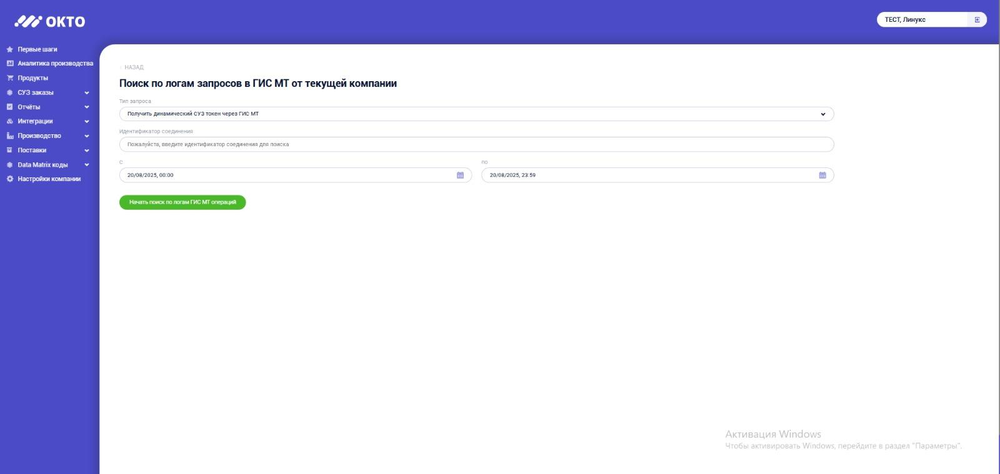 ОКТО
ТЕСТ, Линукс
Первые шаги
Аналитика производства
Продукты
СУЗ заказы
Отчёты
Интеграции
Производство
Поставки
Data Matrix коды
Настройки компании
НАЗАД
Поиск по логам запросов в ГИС МТ от текущей компании
Тип запроса
Получить динамический СУЗ токен через ГИС МТ
Идентификатор соединения
Пожалуйста, введите идентификатор соединения для поиска
С
20/08/2025, 00:00
по
20/08/2025, 23:59
Начать поиск по логам ГИС МТ операций
Активация Windows
Чтобы активировать Windows, перейдите в раздел "Параметры".